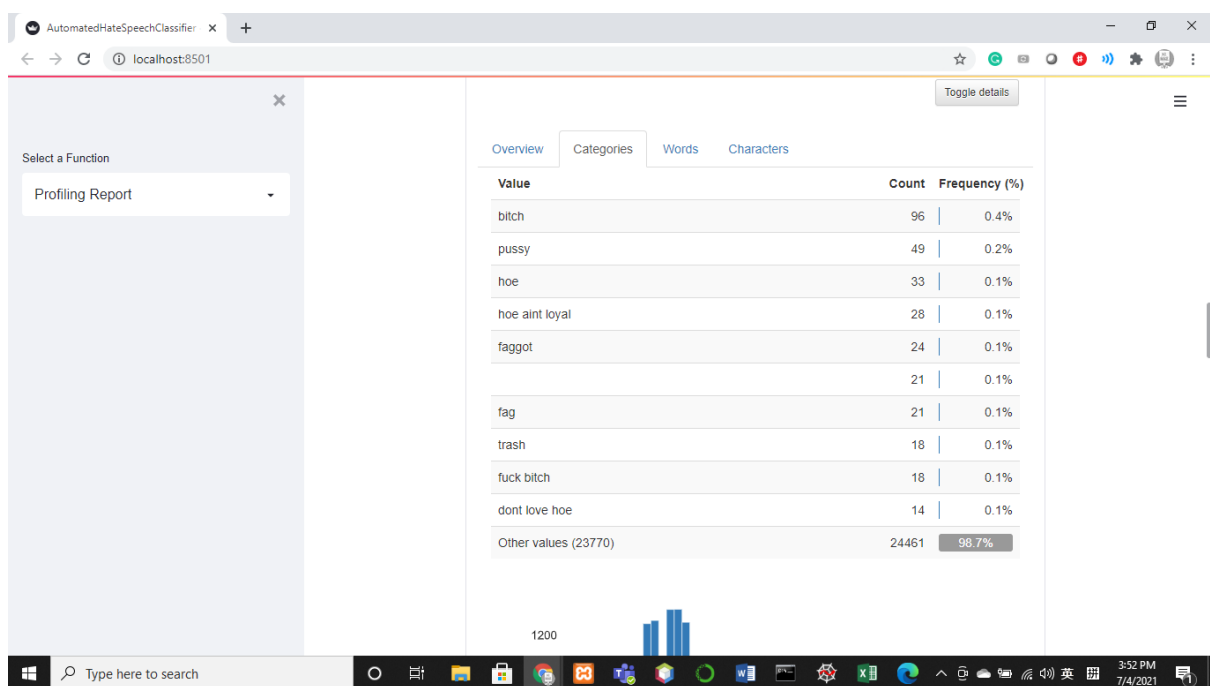 AutomatedHateSpeechClassifier
localhost:8501
Toggle details
Select a Function
Profiling Report
Overview Categories Words Characters
Value Count Frequency (%)
bitch 96 0.4%
pussy 49 0.2%
hoe 33 0.1%
hoe aint loyal 28 0.1%
faggot 24 0.1%
21 0.1%
fag 21 0.1%
trash 18 0.1%
fuck bitch 18 0.1%
dont love hoe 14 0.1%
Other values (23770) 24461 98.7%
1200
Type here to search
英
3:52 PM
7/4/2021